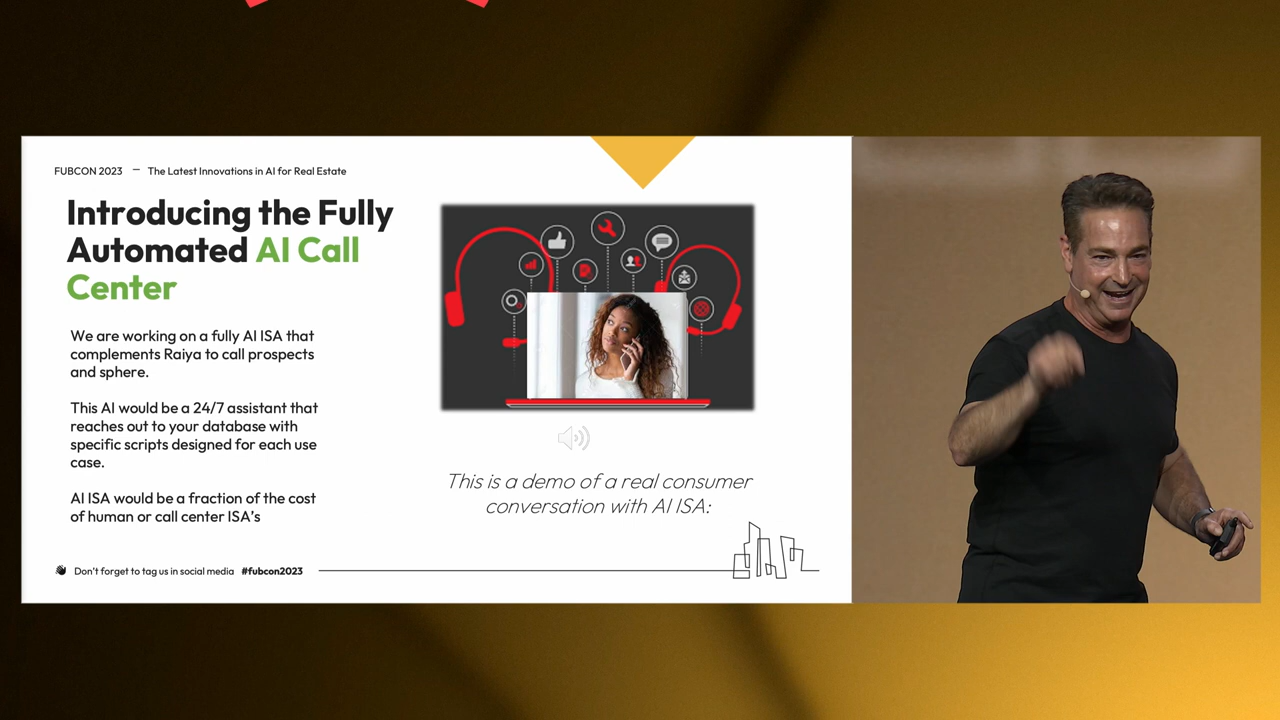 FUBCON 2023 — The Latest Innovations in AI for Real Estate
Introducing the Fully
Automated AI Call
Center
We are working on a fully AI ISA that
complements Raiya to call prospects
and sphere.
This AI would be a 24/7 assistant that
reaches out to your database with
specific scripts designed for each use
case.
AI ISA would be a fraction of the cost
of human or call center ISA's
This is a demo of a real consumer
conversation with AI ISA:
Don't forget to tag us in social media #fubcon2023